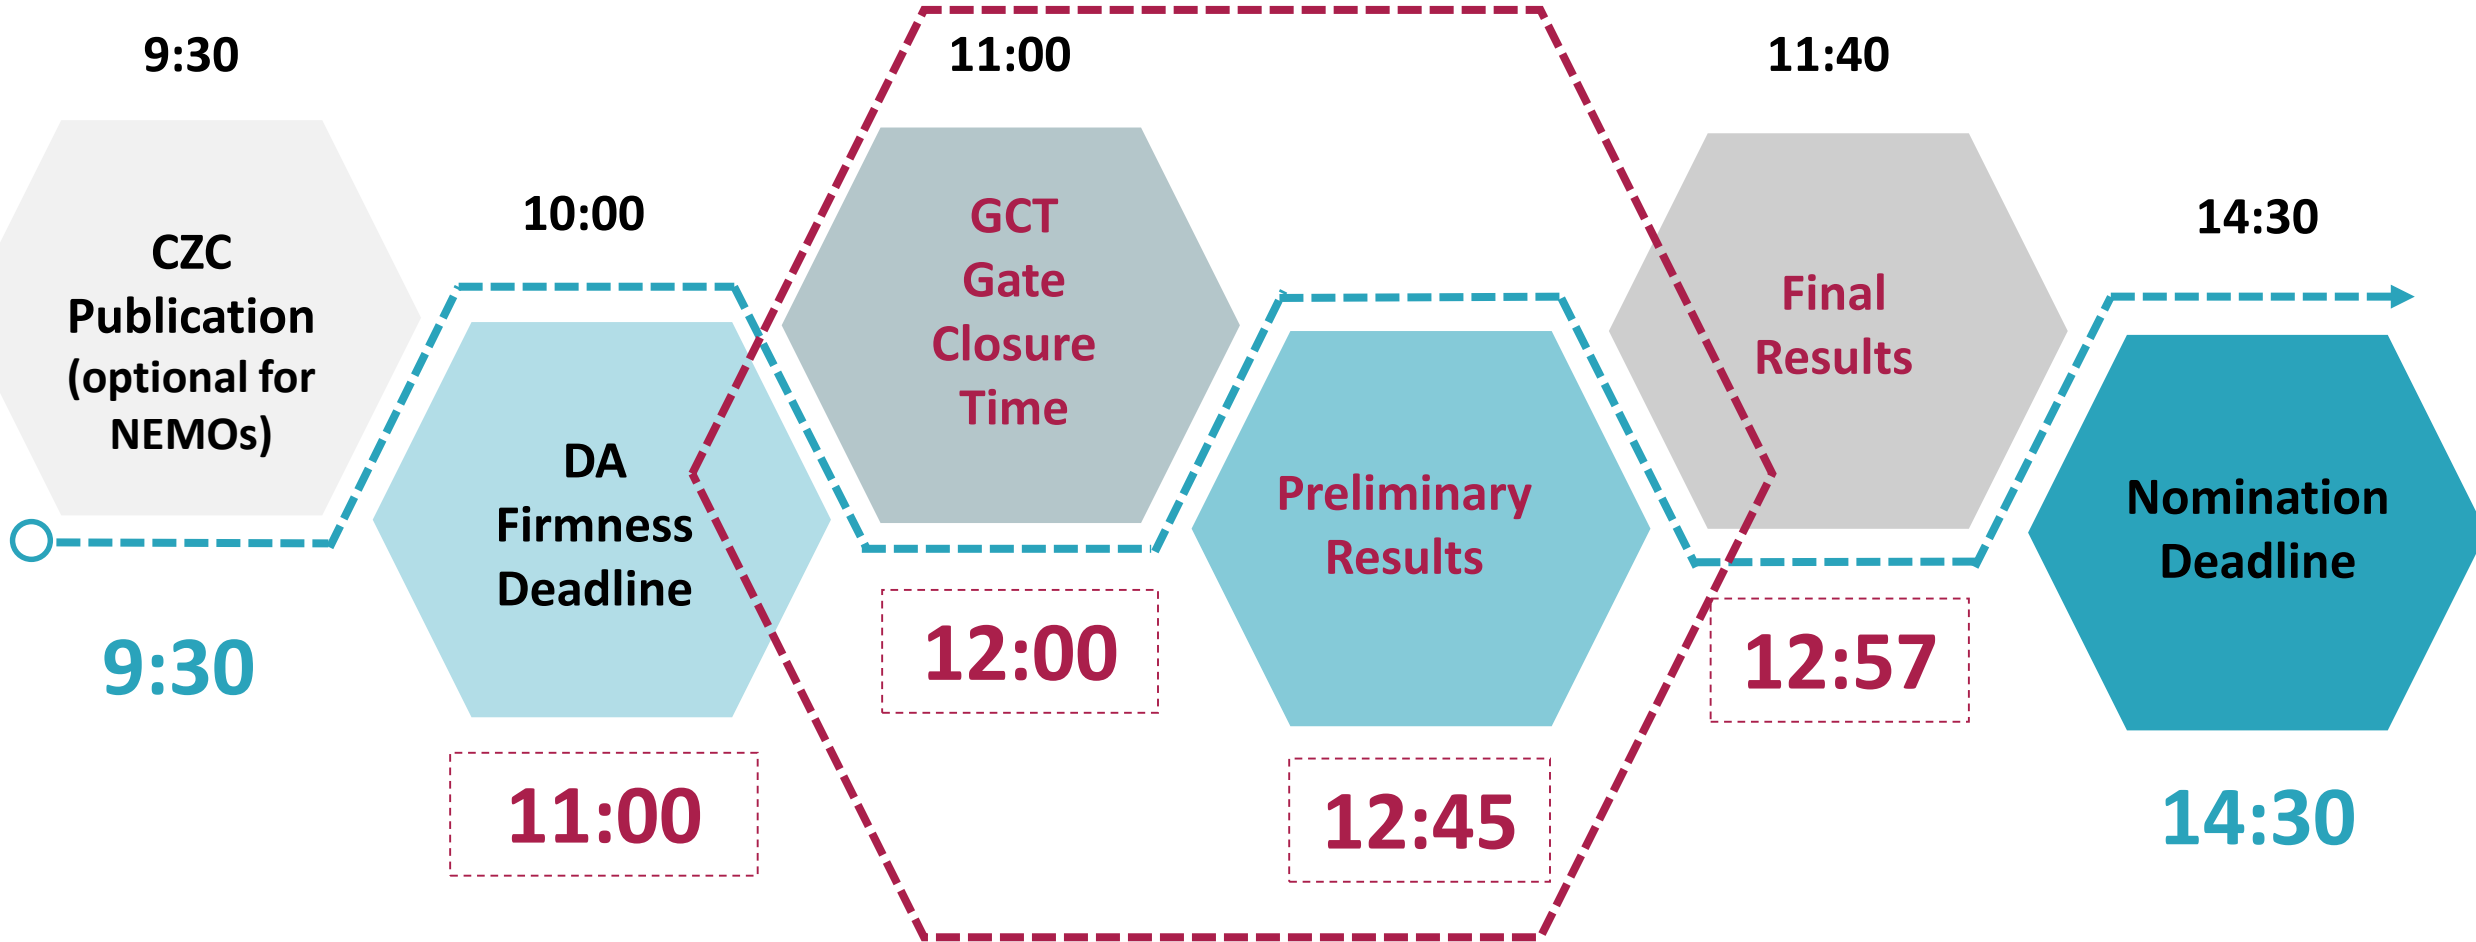 9:30
CZC
Publication
(optional for
NEMOs)
9:30
10:00
DA
Firmness
Deadline
11:00
11:00
GCT
Gate
Closure
Time
12:00
Preliminary
Results
12:45
11:40
Final
Results
12:57
14:30
Nomination
Deadline
14:30